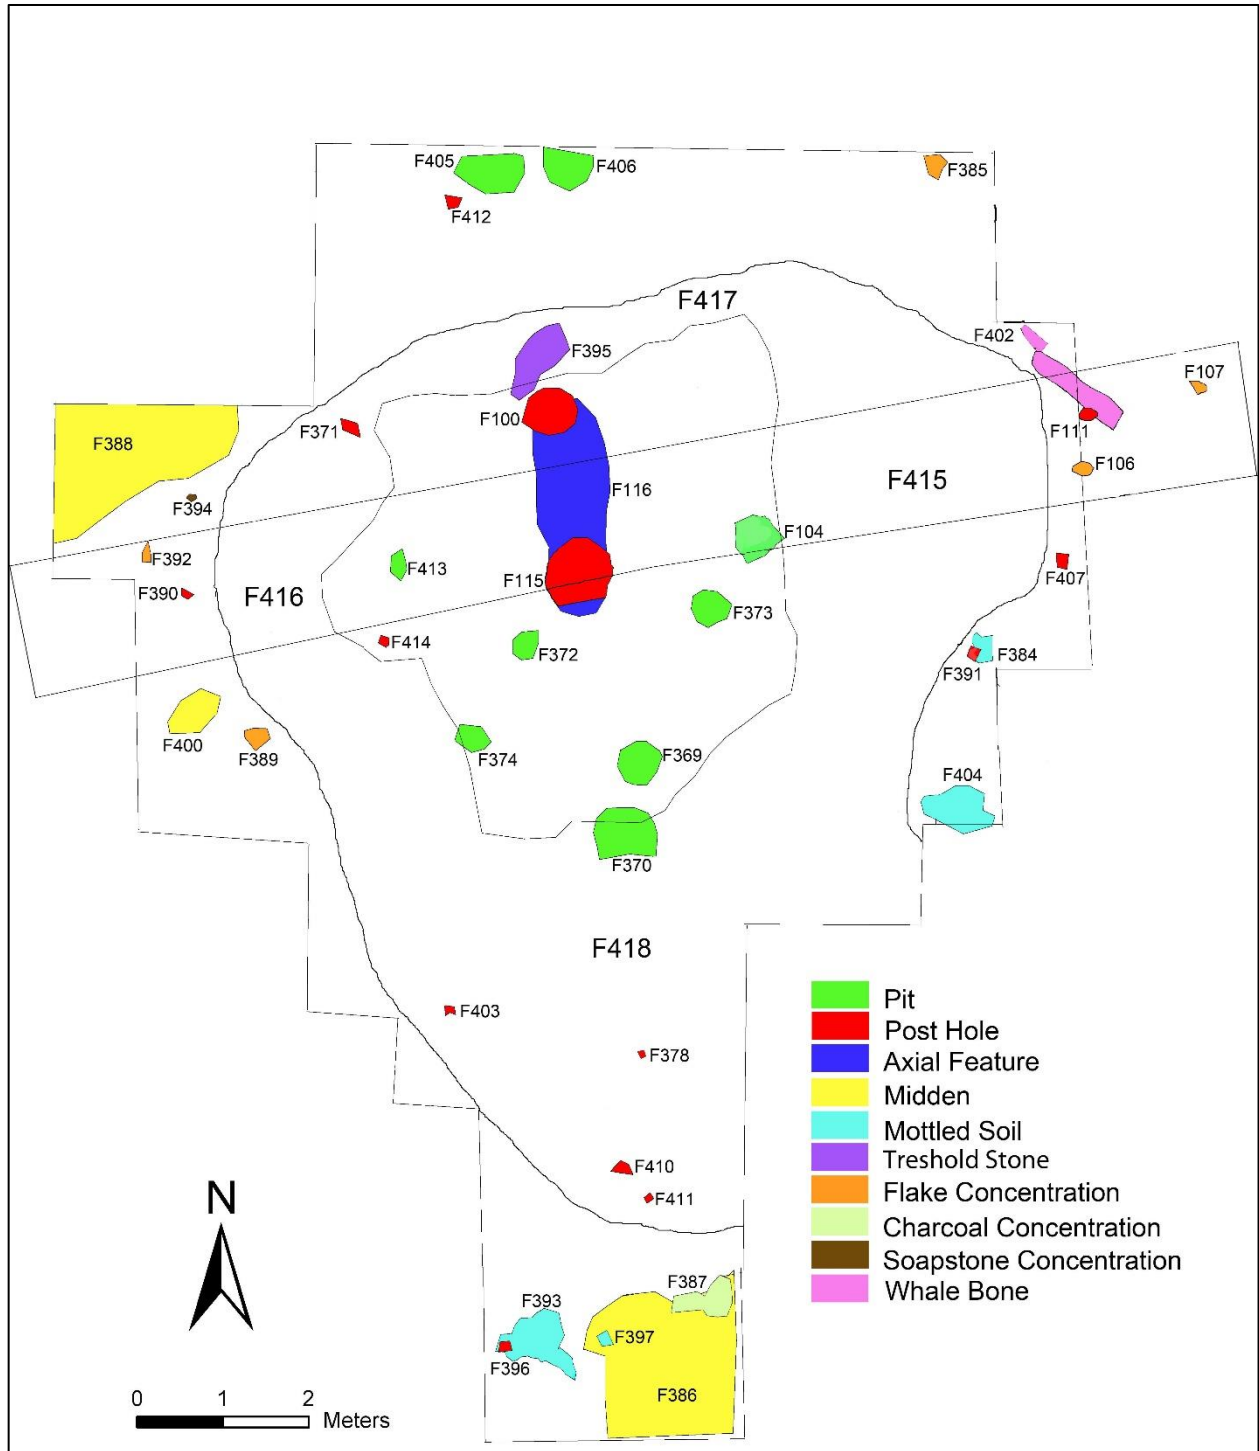 F405
F406
F385
F412
F417
F402
F395
F107
F100
F371
F111
F388
F106
F415
F116
F394
F104
F392
F413
F407
F115
F390
F416
F373
F414
F372
F384
F391
F400
F389
F374
F369
F404
F370
F418
F403
F378
F410
F411
F387
F393
F397
F396
F386
Pit
Post Hole
Axial Feature
Midden
Mottled Soil
Treshold Stone
Flake Concentration
Charcoal Concentration
Soapstone Concentration
Whale Bone
N
0 1 2
Meters